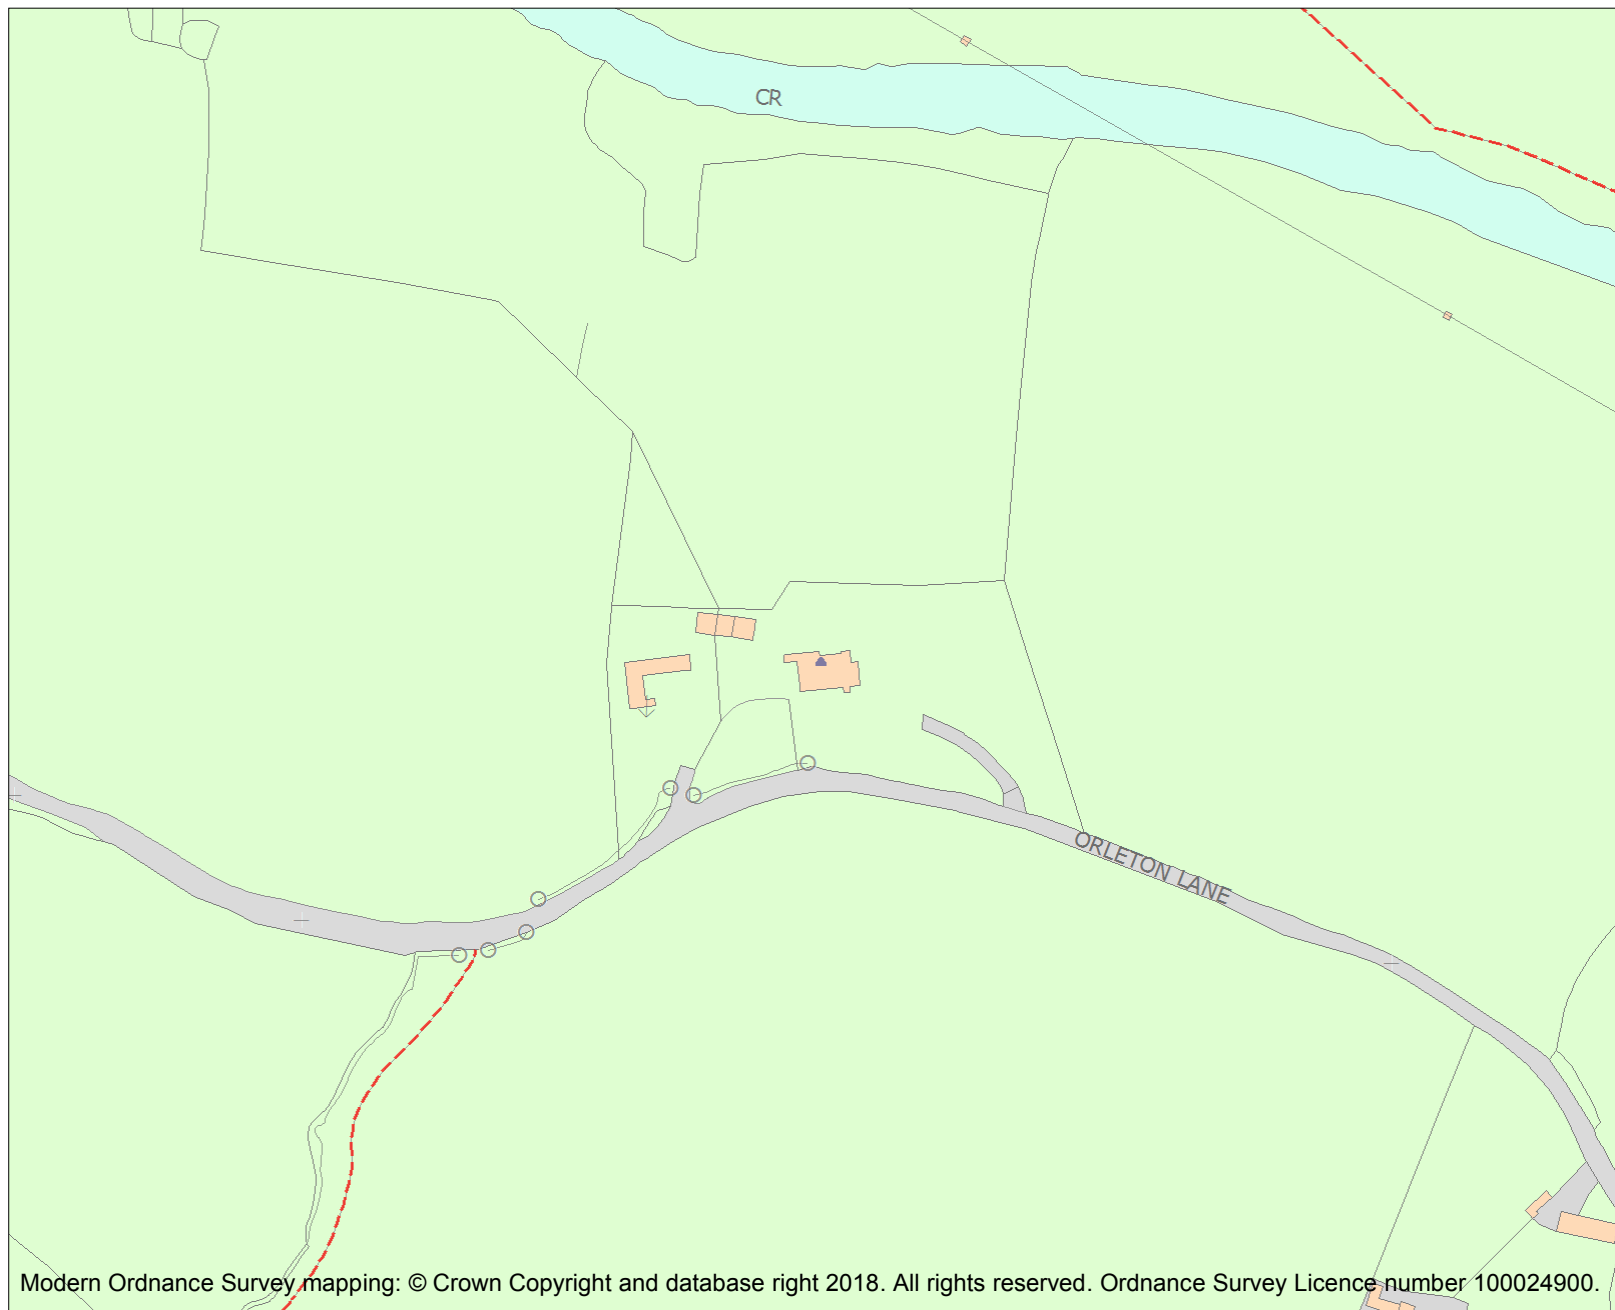 CR
ORLETON LANE
Modern Ordnance Survey mapping: © Crown Copyright and database right 2018. All rights reserved. Ordnance Survey Licence number 100024900.